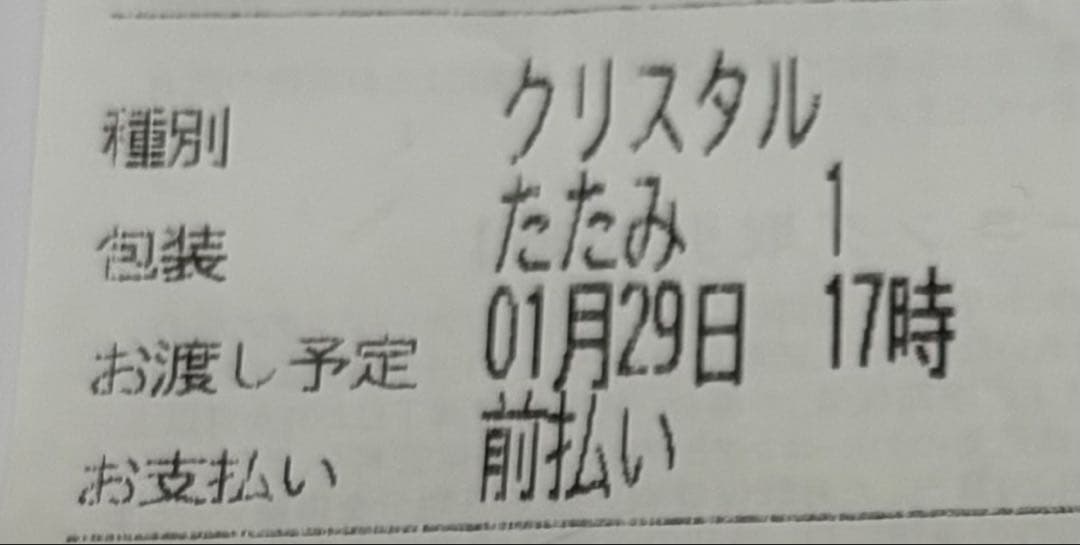 種別 クリスタル
包装 たたみ 1
お渡し予定 01月29日 17時
お支払い 前払い